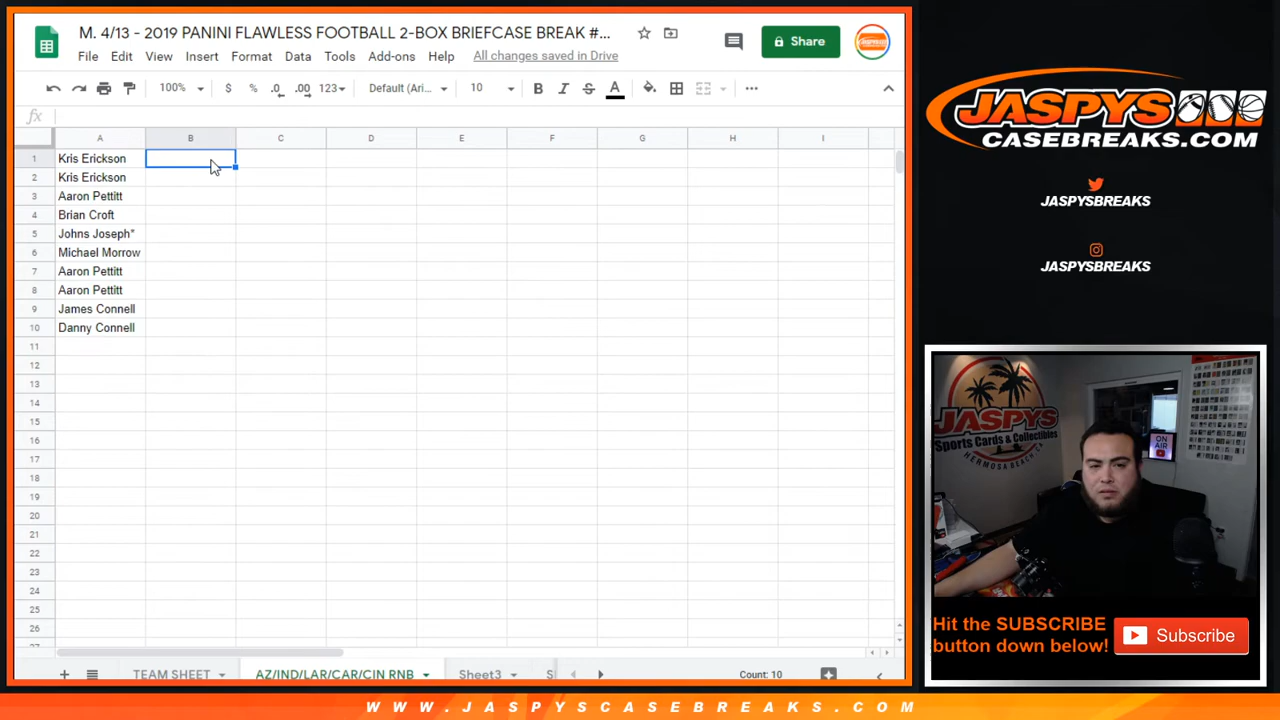 M. 4/13 - 2019 PANINI FLAWLESS FOOTBALL 2-BOX BRIEFCASE BREAK #...
Share
File Edit View Insert Format Data Tools Add-ons Help All changes saved in Drive
100% $ % .0 .00 123 Default (Ari... 10 B I S A
fx
A B C D E F G H I
1 Kris Erickson
2 Kris Erickson
3 Aaron Pettitt
4 Brian Croft
5 Johns Joseph*
6 Michael Morrow
7 Aaron Pettitt
8 Aaron Pettitt
9 James Connell
10 Danny Connell
11
12
13
14
15
16
17
18
19
20
21
22
23
24
25
26
TEAM SHEET AZ/IND/LAR/CAR/CIN RNB Sheet3 Count: 10
JASPYS
CASEBREAKS.COM
JASPYSBREAKS
JASPYSBREAKS
JASPYS
Sports Cards & Collectibles
HERMOSA BEACH CA
ON AIR
Hit the SUBSCRIBE
button down below!
Subscribe
WWW.JASPYSCASEBREAKS.COM